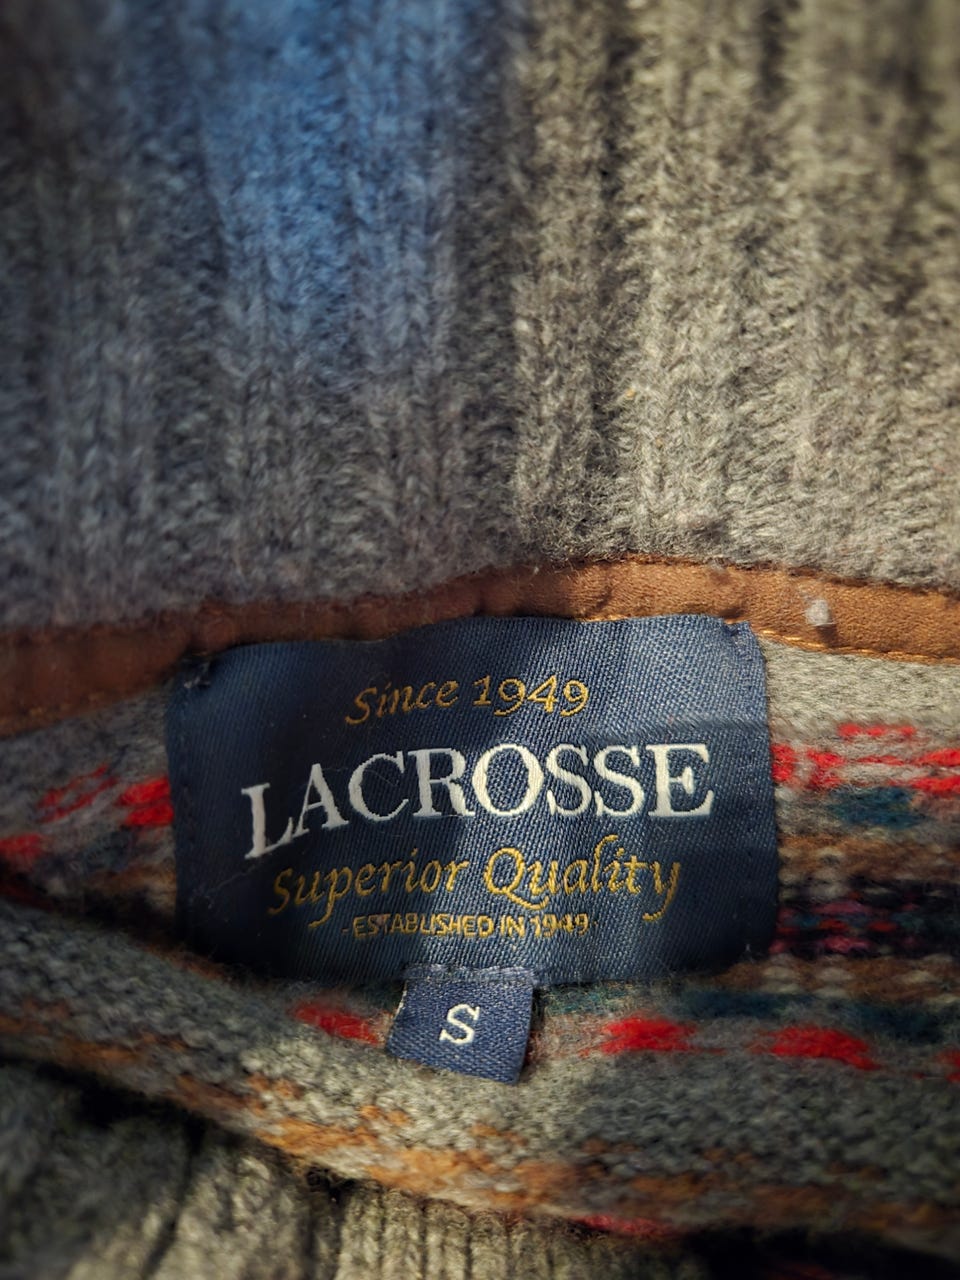 Since 1949
LACROSSE
Superior Quality
-ESTABLISHED IN 1949-
S